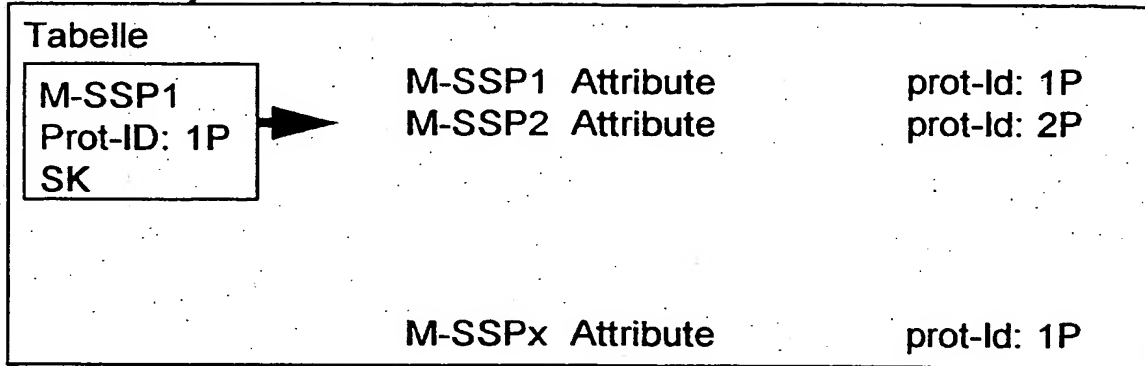 Tabelle
M-SSP1
Prot-ID: 1P
SK
M-SSP1 Attribute prot-Id: 1P
M-SSP2 Attribute prot-Id: 2P
M-SSPx Attribute prot-Id: 1P